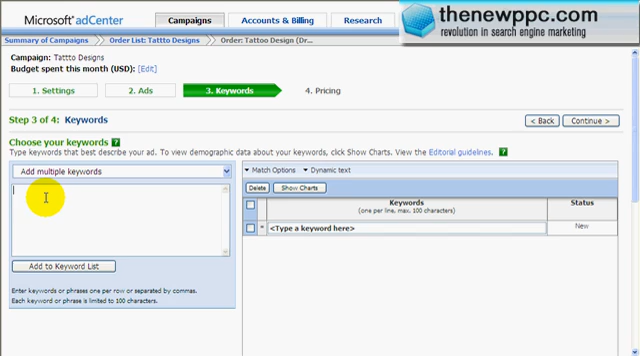 Microsoft adCenter
Campaigns
Accounts & Billing
Research
thenewppc.com
revolution in search engine marketing
Summary of Campaigns
Order List: Tattto Designs
Order: Tattoo Design (Dr...
Campaign: Tattto Designs
Budget spent this month (USD): [Edit]
1. Settings
2. Ads
3. Keywords
4. Pricing
Step 3 of 4: Keywords
< Back
Continue >
Choose your keywords ?
Type keywords that best describe your ad. To view demographic data about your keywords, click Show Charts. View the Editorial guidelines. ?
Add multiple keywords
Match Options
Dynamic text
Delete
Show Charts
Keywords
(one per line, max. 100 characters)
Status
<Type a keyword here>
New
Add to Keyword List
Enter keywords or phrases one per row or separated by commas.
Each keyword or phrase is limited to 100 characters.